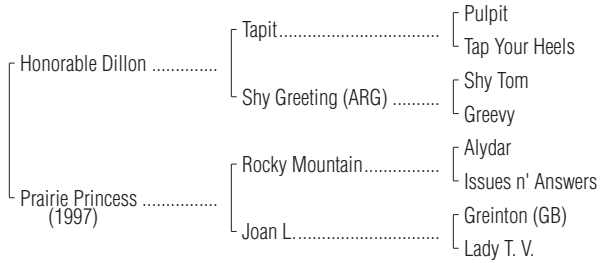 Pulpit
Tapit..................................
Tap Your Heels
Honorable Dillon ..............
Shy Tom
Shy Greeting (ARG) ..........
Greevy
Alydar
Rocky Mountain................
Issues n' Answers
Prairie Princess ................
(1997)
Greinton (GB)
Joan L..............................
Lady T. V.